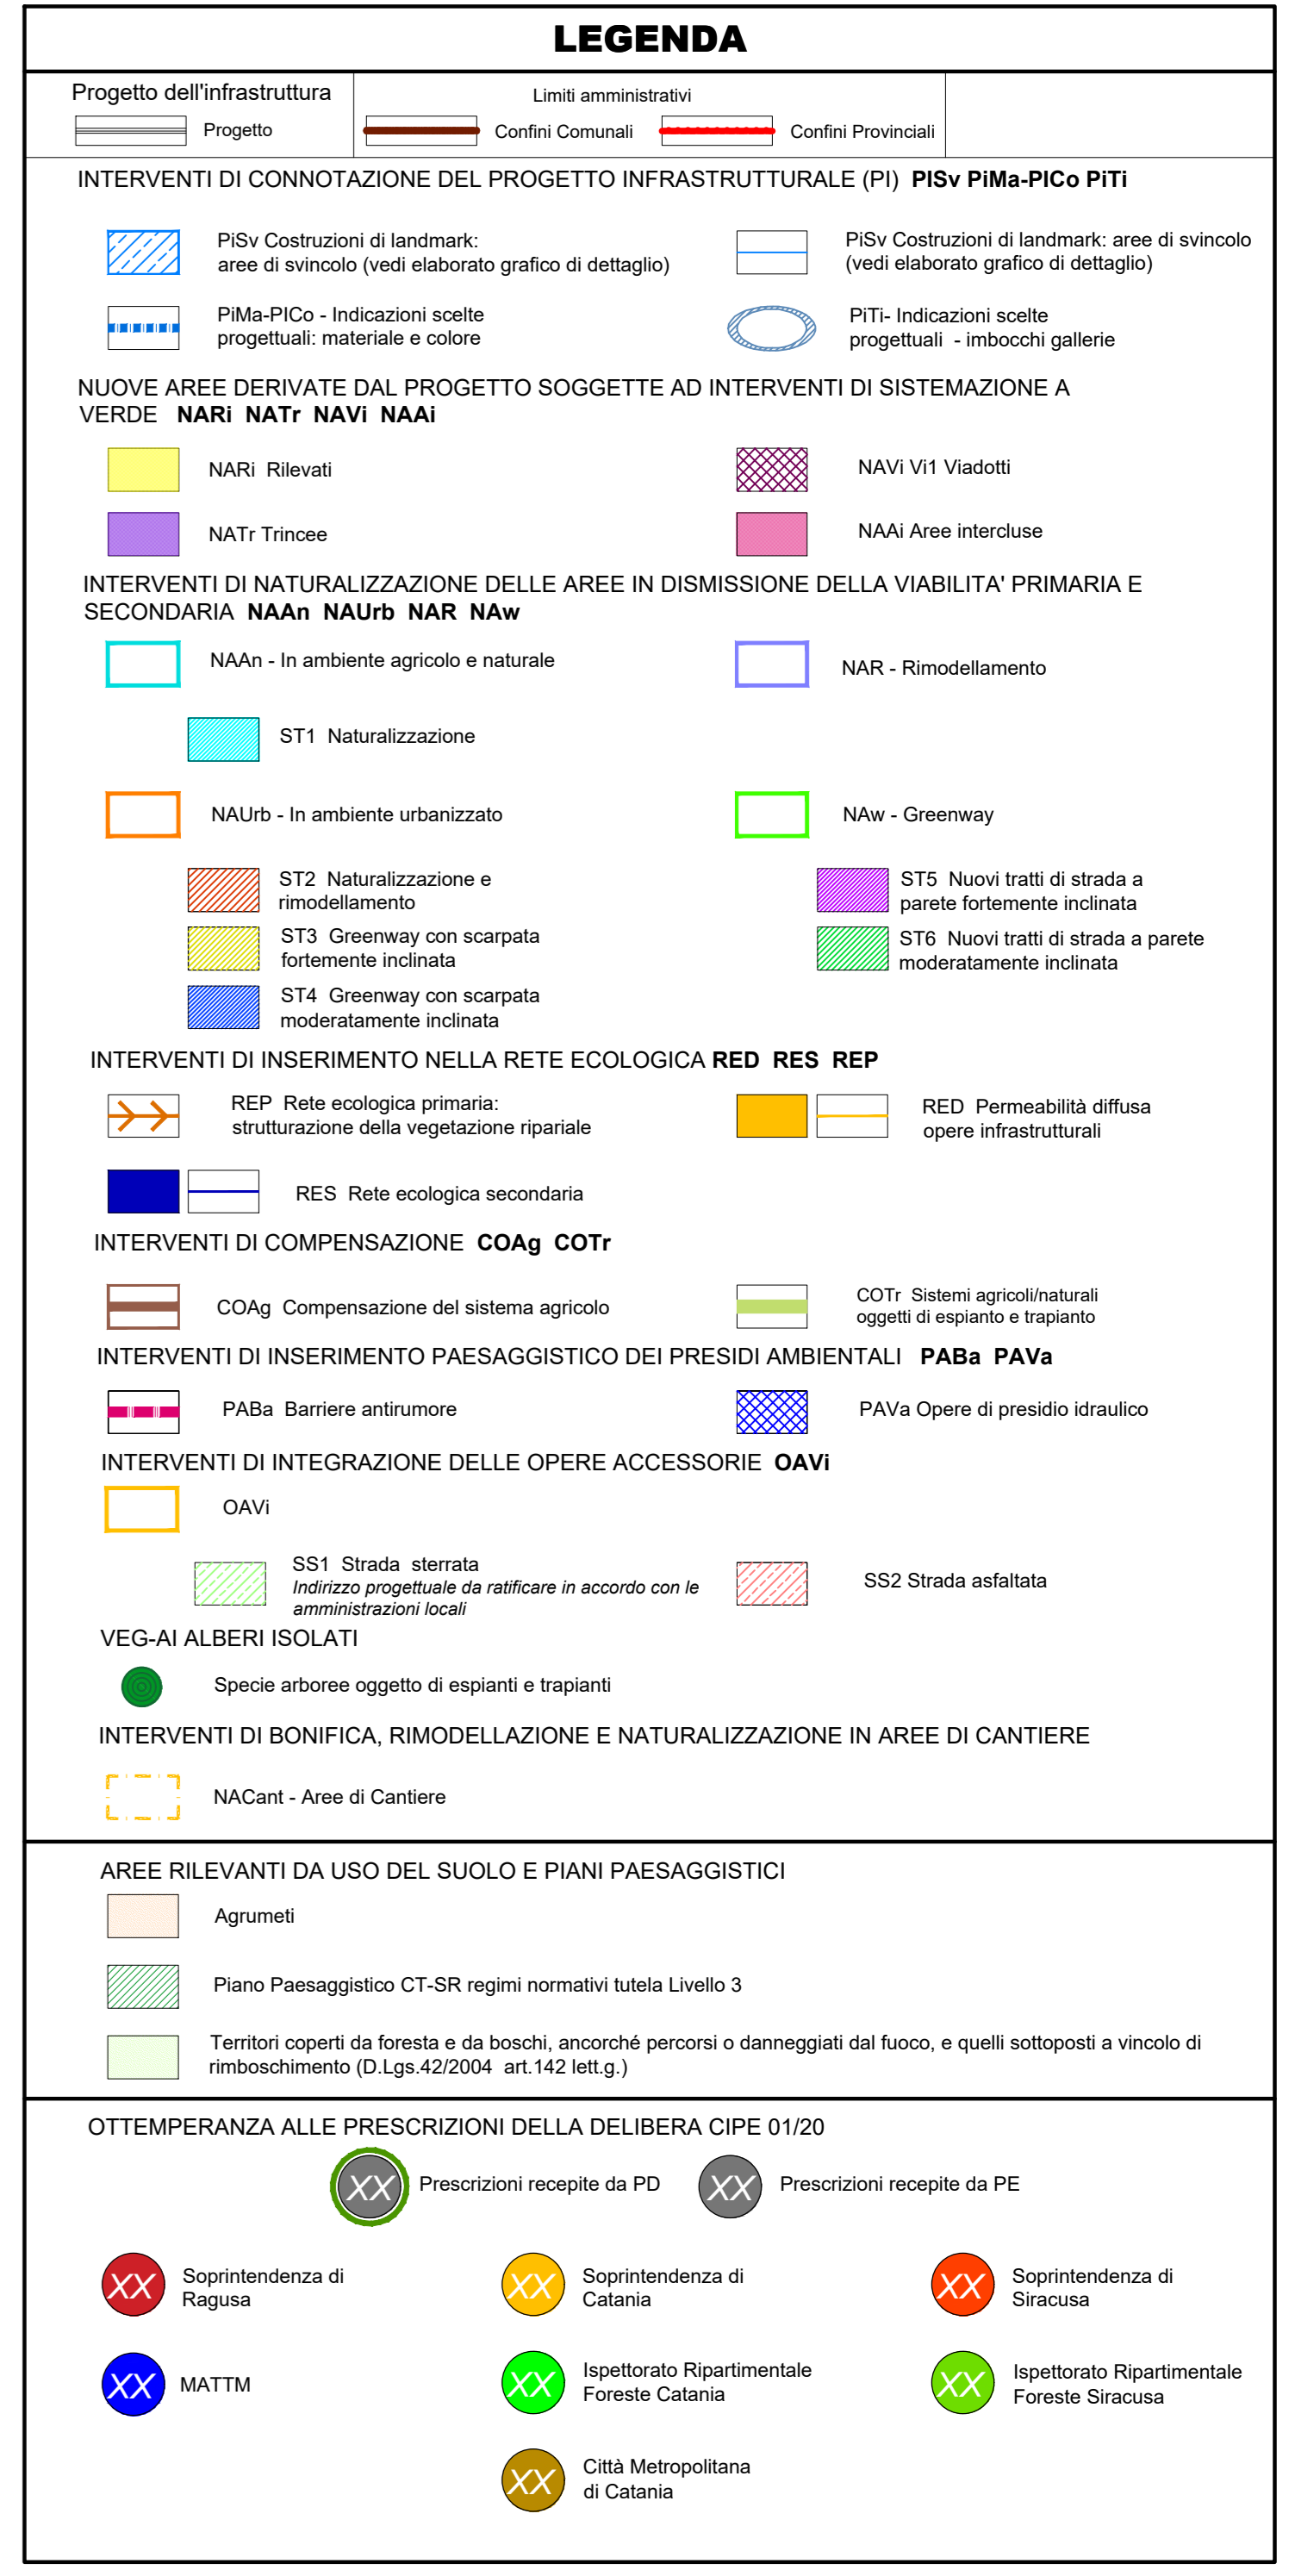 LEGENDA
Progetto dell'infrastruttura
Progetto
Limiti amministrativi
Confini Comunali
Confini Provinciali
INTERVENTI DI CONNOTAZIONE DEL PROGETTO INFRASTRUTTURALE (PI) PISv PiMa-PICo PiTi
PiSv Costruzioni di landmark:
aree di svincolo (vedi elaborato grafico di dettaglio)
PiSv Costruzioni di landmark: aree di svincolo
(vedi elaborato grafico di dettaglio)
PiMa-PICo - Indicazioni scelte
progettuali: materiale e colore
PiTi- Indicazioni scelte
progettuali - imbocchi gallerie
NUOVE AREE DERIVATE DAL PROGETTO SOGGETTE AD INTERVENTI DI SISTEMAZIONE A
VERDE NARi NATr NAVi NAAi
NARi Rilevati
NAVi Vi1 Viadotti
NATr Trincee
NAAi Aree intercluse
INTERVENTI DI NATURALIZZAZIONE DELLE AREE IN DISMISSIONE DELLA VIABILITA' PRIMARIA E
SECONDARIA NAAn NAUrb NAR NAw
NAAn - In ambiente agricolo e naturale
NAR - Rimodellamento
ST1 Naturalizzazione
NAUrb - In ambiente urbanizzato
NAw - Greenway
ST2 Naturalizzazione e
rimodellamento
ST5 Nuovi tratti di strada a
parete fortemente inclinata
ST3 Greenway con scarpata
fortemente inclinata
ST6 Nuovi tratti di strada a parete
moderatamente inclinata
ST4 Greenway con scarpata
moderatamente inclinata
INTERVENTI DI INSERIMENTO NELLA RETE ECOLOGICA RED RES REP
REP Rete ecologica primaria:
strutturazione della vegetazione ripariale
RED Permeabilità diffusa
opere infrastrutturali
RES Rete ecologica secondaria
INTERVENTI DI COMPENSAZIONE COAg COTr
COAg Compensazione del sistema agricolo
COTr Sistemi agricoli/naturali
oggetti di espianto e trapianto
INTERVENTI DI INSERIMENTO PAESAGGISTICO DEI PRESIDI AMBIENTALI PABa PAVa
PABa Barriere antirumore
PAVa Opere di presidio idraulico
INTERVENTI DI INTEGRAZIONE DELLE OPERE ACCESSORIE OAVi
OAVi
SS1 Strada sterrata
Indirizzo progettuale da ratificare in accordo con le
amministrazioni locali
SS2 Strada asfaltata
VEG-AI ALBERI ISOLATI
Specie arboree oggetto di espianti e trapianti
INTERVENTI DI BONIFICA, RIMODELLAZIONE E NATURALIZZAZIONE IN AREE DI CANTIERE
NACant - Aree di Cantiere
AREE RILEVANTI DA USO DEL SUOLO E PIANI PAESAGGISTICI
Agrumeti
Piano Paesaggistico CT-SR regimi normativi tutela Livello 3
Territori coperti da foresta e da boschi, ancorché percorsi o danneggiati dal fuoco, e quelli sottoposti a vincolo di
rimboschimento (D.Lgs.42/2004 art.142 lett.g.)
OTTEMPERANZA ALLE PRESCRIZIONI DELLA DELIBERA CIPE 01/20
XX Prescrizioni recepite da PD
XX Prescrizioni recepite da PE
XX Soprintendenza di
Ragusa
XX Soprintendenza di
Catania
XX Soprintendenza di
Siracusa
XX MATTM
XX Ispettorato Ripartimentale
Foreste Catania
XX Ispettorato Ripartimentale
Foreste Siracusa
XX Città Metropolitana
di Catania